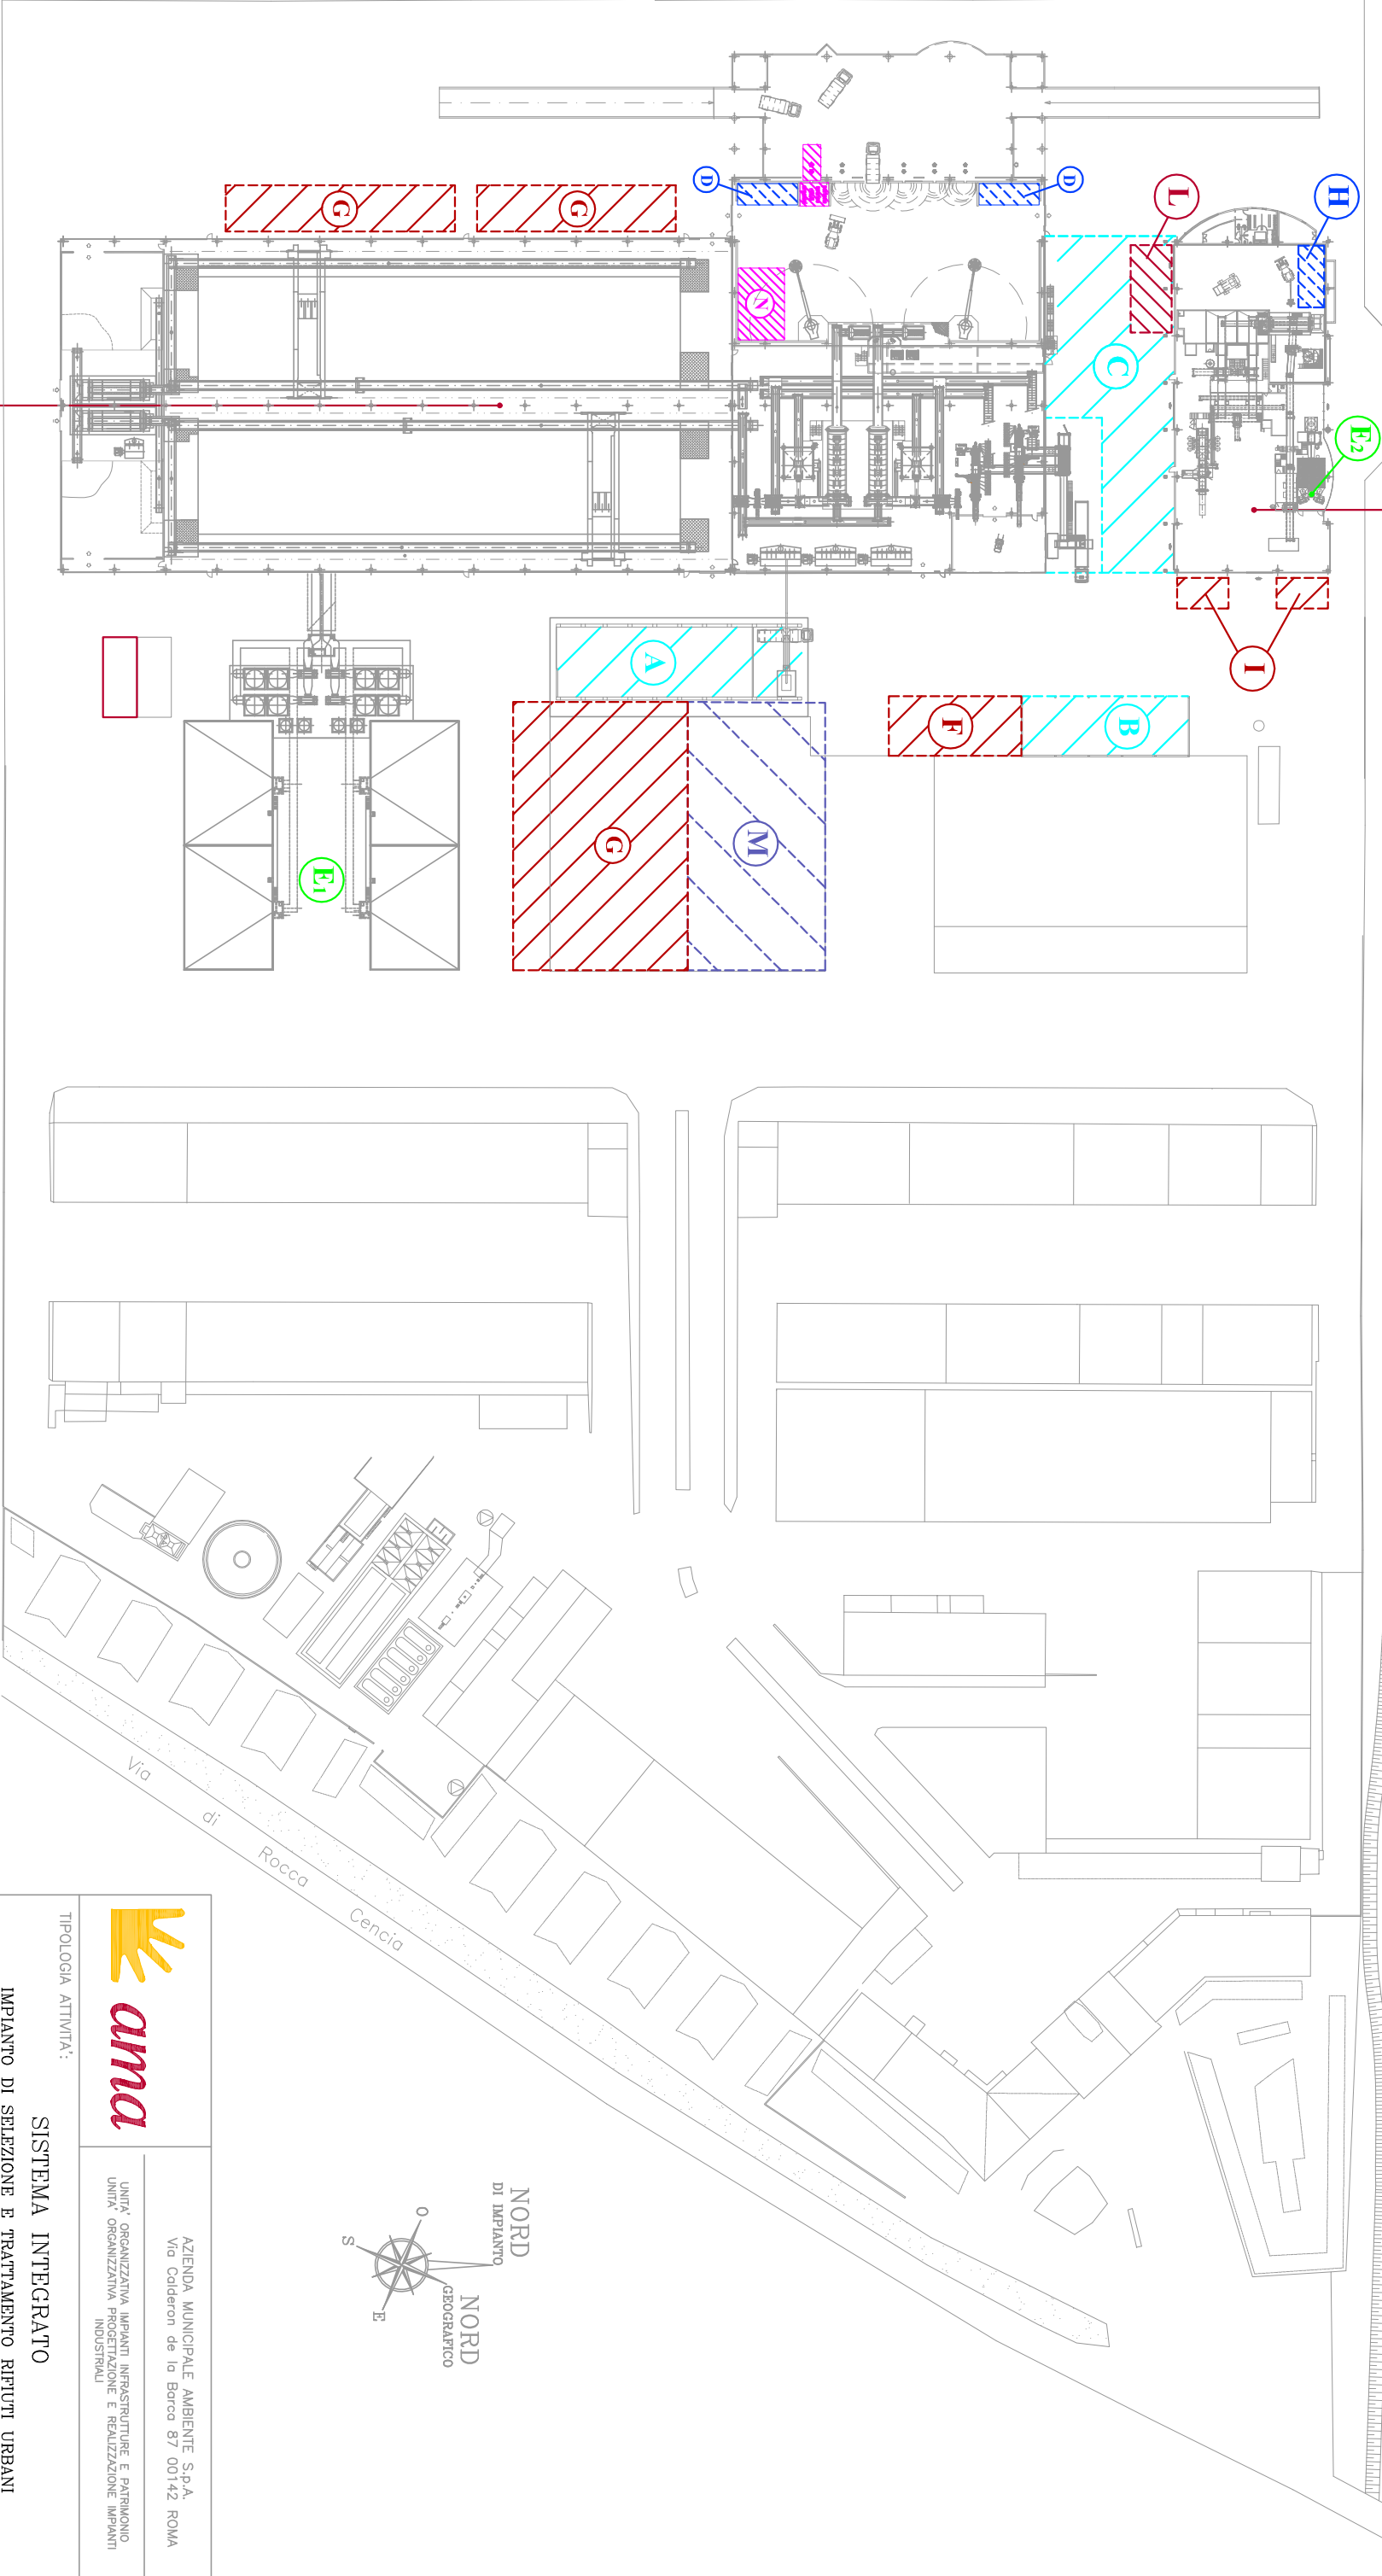 H
E2
I
L
C
B
D
F
N
M
D
A
G
G
G
E1
Via di Rocca Cencia
NORD
DI IMPIANTO
NORD
GEOGRAFICO
O
S
E
ama
AZIENDA MUNICIPALE AMBIENTE S.p.A.
Via Calderon de la Barca 87 00142 ROMA
UNITA' ORGANIZZATIVA IMPIANTI INFRASTRUTTURE E PATRIMONIO
UNITA' ORGANIZZATIVA PROGETTAZIONE E REALIZZAZIONE IMPIANTI
INDUSTRIALI
TIPOLOGIA ATTIVITA':
SISTEMA INTEGRATO
IMPIANTO DI SELEZIONE E TRATTAMENTO RIFIUTI URBANI